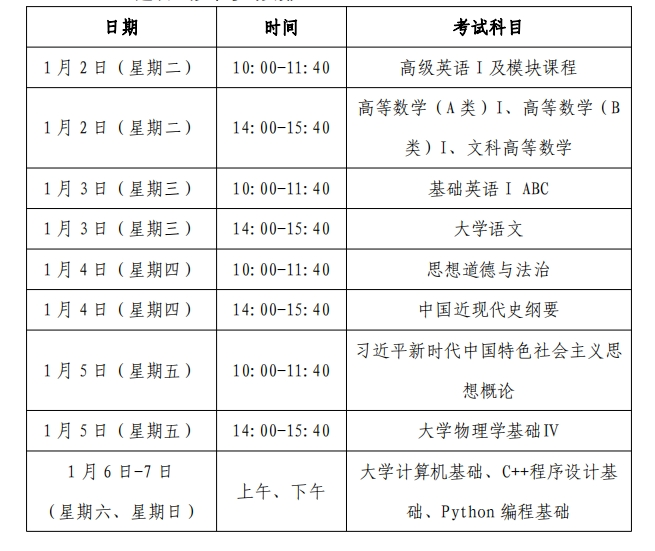 日期 时间 考试科目
1月2日（星期二） 10:00-11:40 高级英语Ⅰ及模块课程
1月2日（星期二） 14:00-15:40 高等数学（A类）I、高等数学（B
类）I、文科高等数学
1月3日（星期三） 10:00-11:40 基础英语Ⅰ ABC
1月3日（星期三） 14:00-15:40 大学语文
1月4日（星期四） 10:00-11:40 思想道德与法治
1月4日（星期四） 14:00-15:40 中国近现代史纲要
1月5日（星期五） 10:00-11:40 习近平新时代中国特色社会主义思
想概论
1月5日（星期五） 14:00-15:40 大学物理学基础Ⅳ
1月6日-7日 上午、下午 大学计算机基础、C++程序设计基
（星期六、星期日） 础、Python 编程基础